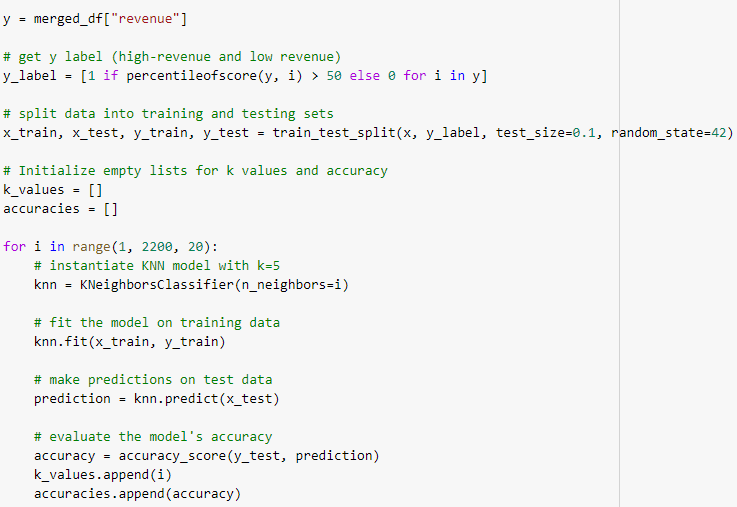 y = merged_df["revenue"]
# get y label (high-revenue and low revenue)
y_label = [1 if percentileofscore(y, i) > 50 else 0 for i in y]
# split data into training and testing sets
x_train, x_test, y_train, y_test = train_test_split(x, y_label, test_size=0.1, random_state=42)
# Initialize empty lists for k values and accuracy
k_values = []
accuracies = []
for i in range(1, 2200, 20):
    # instantiate KNN model with k=5
    knn = KNeighborsClassifier(n_neighbors=i)
    # fit the model on training data
    knn.fit(x_train, y_train)
    # make predictions on test data
    prediction = knn.predict(x_test)
    # evaluate the model's accuracy
    accuracy = accuracy_score(y_test, prediction)
    k_values.append(i)
    accuracies.append(accuracy)